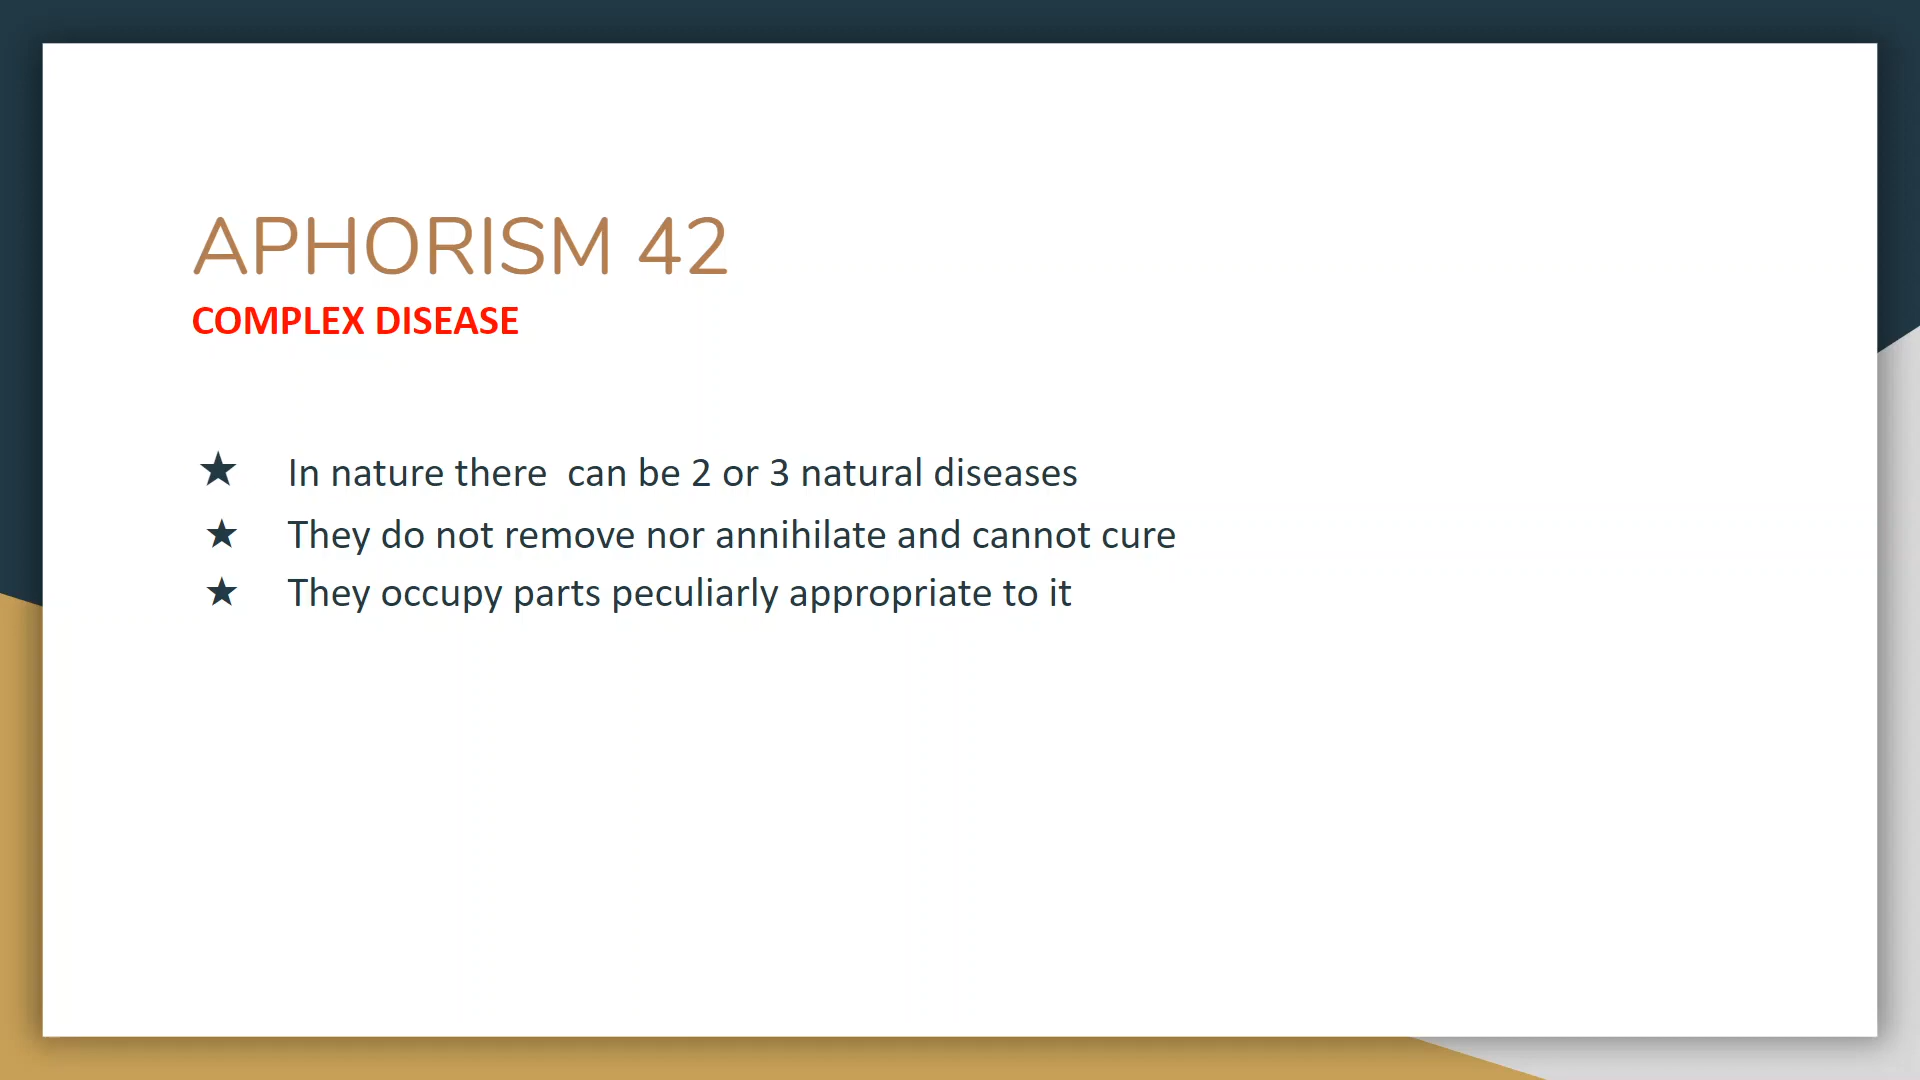 APHORISM 42
COMPLEX DISEASE
★ In nature there  can be 2 or 3 natural diseases
★ They do not remove nor annihilate and cannot cure
★ They occupy parts peculiarly appropriate to it